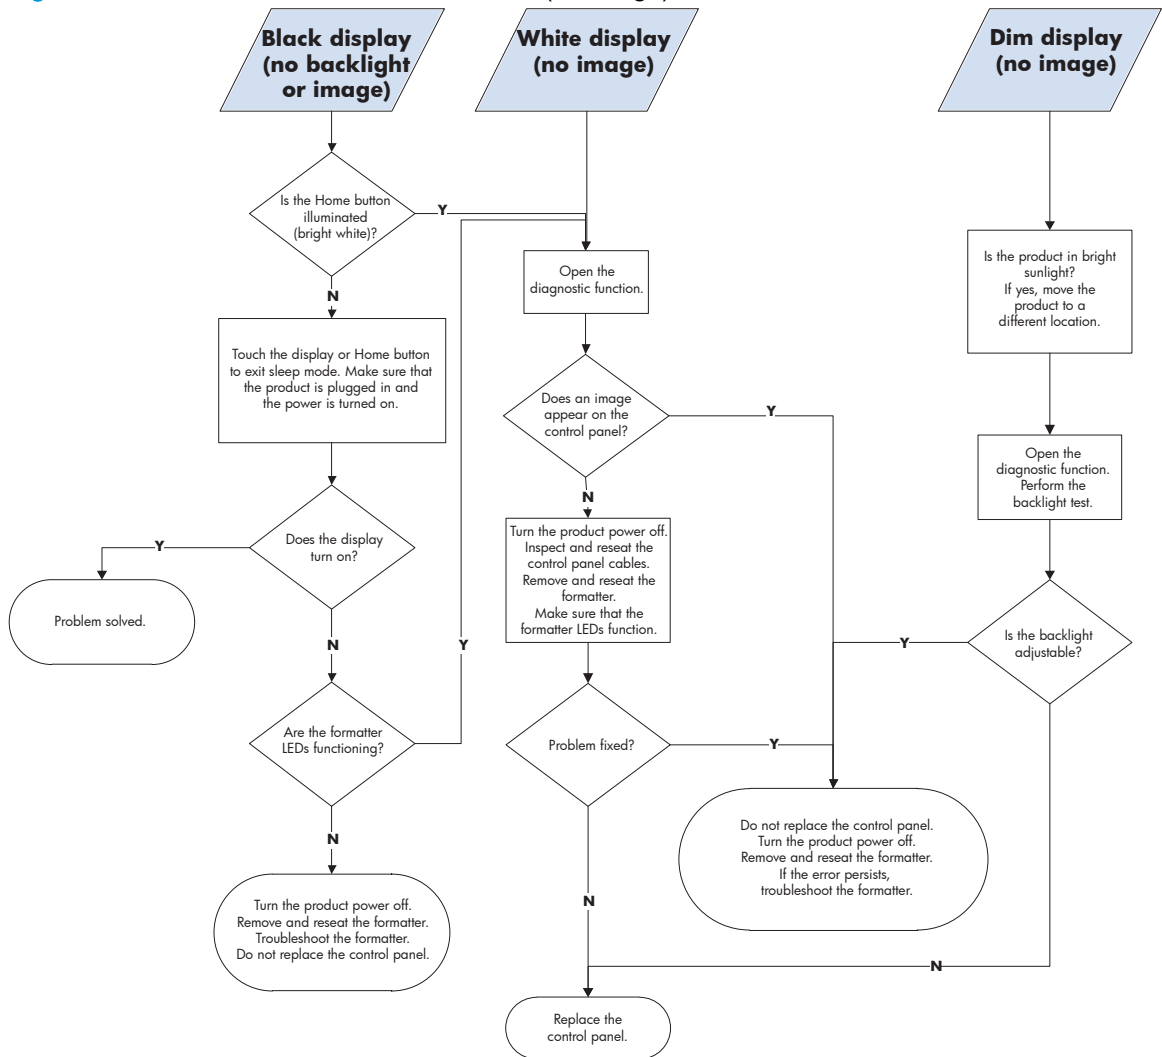 Black display
(no backlight
or image)
White display
(no image)
Dim display
(no image)
Is the Home button
illuminated
(bright white)?
Y
N
Open the
diagnostic function.
Is the product in bright
sunlight?
If yes, move the
product to a
different location.
Touch the display or Home button
to exit sleep mode. Make sure that
the product is plugged in and
the power is turned on.
Does an image
appear on the
control panel?
Y
N
Open the
diagnostic function.
Perform the
backlight test.
Does the display
turn on?
Y
N
Turn the product power off.
Inspect and reseat the
control panel cables.
Remove and reseat the
formatter.
Make sure that the
formatter LEDs function.
Problem solved.
Is the backlight
adjustable?
Y
Y
Are the formatter
LEDs functioning?
N
Problem fixed?
Y
Do not replace the control panel.
Turn the product power off.
Remove and reseat the formatter.
If the error persists,
troubleshoot the formatter.
N
Turn the product power off.
Remove and reseat the formatter.
Troubleshoot the formatter.
Do not replace the control panel.
N
Replace the
control panel.